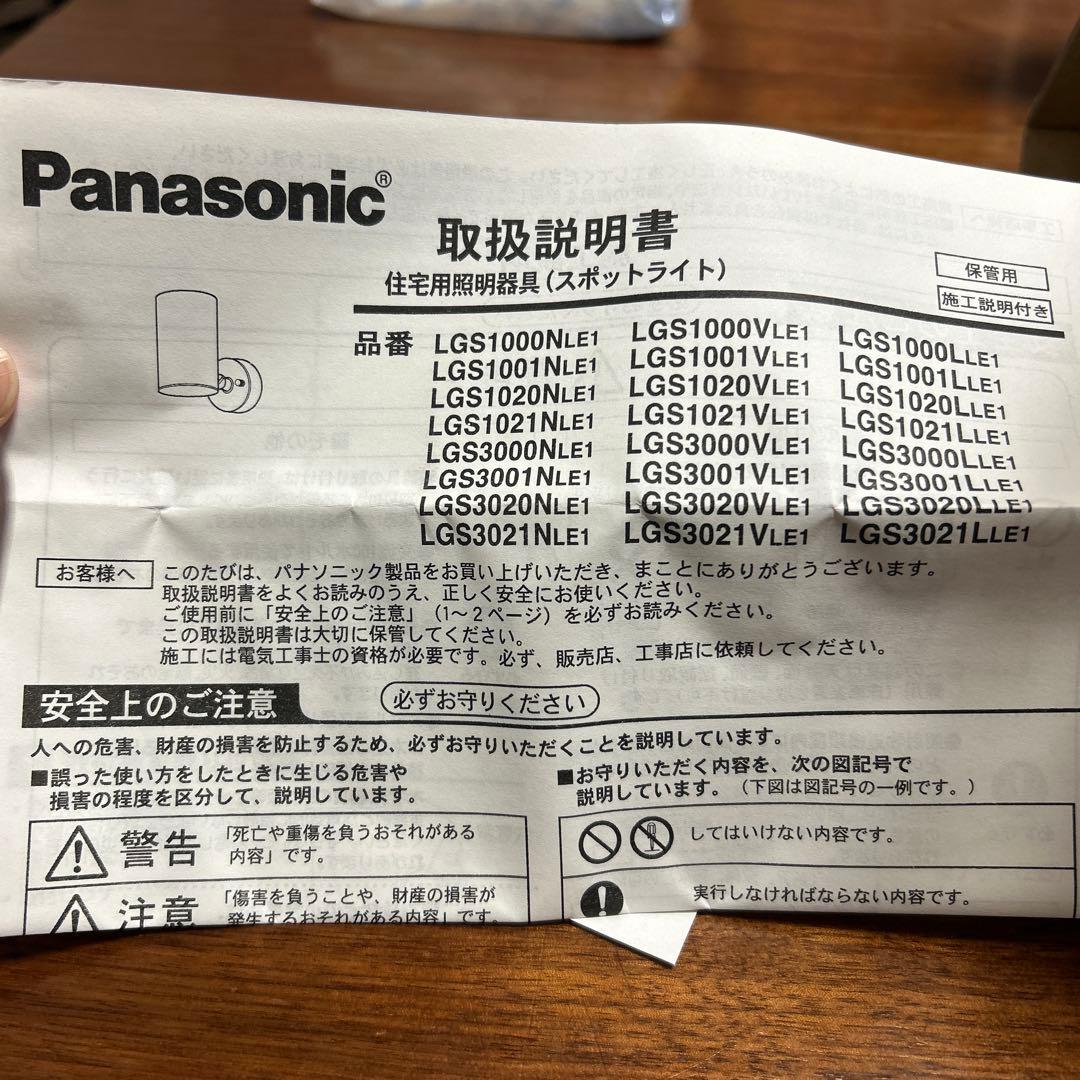 Panasonic®
取扱説明書
住宅用照明器具(スポットライト)
保管用
施工説明付き
品番 LGS1000NLE1 LGS1000VLE1 LGS1000LLE1
LGS1001NLE1 LGS1001VLE1 LGS1001LLE1
LGS1020NLE1 LGS1020VLE1 LGS1020LLE1
LGS1021NLE1 LGS1021VLE1 LGS1021LLE1
LGS3000NLE1 LGS3000VLE1 LGS3000LLE1
LGS3001NLE1 LGS3001VLE1 LGS3001LLE1
LGS3020NLE1 LGS3020VLE1 LGS3020LLE1
LGS3021NLE1 LGS3021VLE1 LGS3021LLE1
お客様へ このたびは、パナソニック製品をお買い上げいただき、まことにありがとうございます。
取扱説明書をよくお読みのうえ、正しく安全にお使いください。
ご使用前に「安全上のご注意」(1〜2ページ)を必ずお読みください。
この取扱説明書は大切に保管してください。
施工には電気工事士の資格が必要です。必ず、販売店、工事店に依頼してください。
安全上のご注意 必ずお守りください
人への危害、財産の損害を防止するため、必ずお守りいただくことを説明しています。
■誤った使い方をしたときに生じる危害や
損害の程度を区分して、説明しています。
警告 「死亡や重傷を負うおそれがある
内容」です。
注意 「傷害を負うことや、財産の損害が
発生するおそれがある内容」です。
■お守りいただく内容を、次の図記号で
説明しています。(下図は図記号の一例です。)
してはいけない内容です。
実行しなければならない内容です。